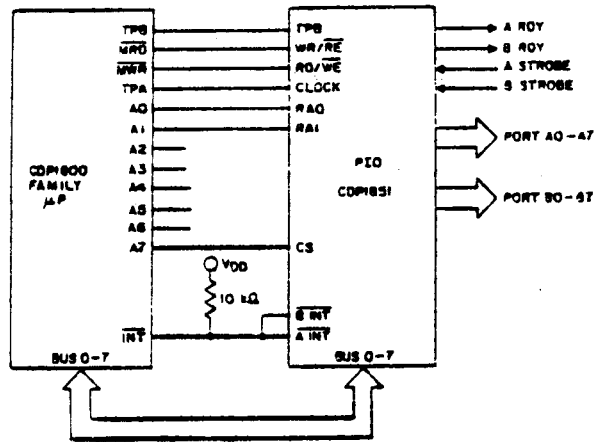 TPB
MRD
MWR
TPA
A0
A1
A2
A3
A4
A5
A6
A7
CDP1800
FAMILY
µP
INT
BUS 0-7
VDD
10 kΩ
TPB
WR/RE
RD/WE
CLOCK
RA0
RA1
PIO
CDP1851
CS
B INT
A INT
BUS 0-7
A RDY
B RDY
A STROBE
B STROBE
PORT A0-A7
PORT B0-B7